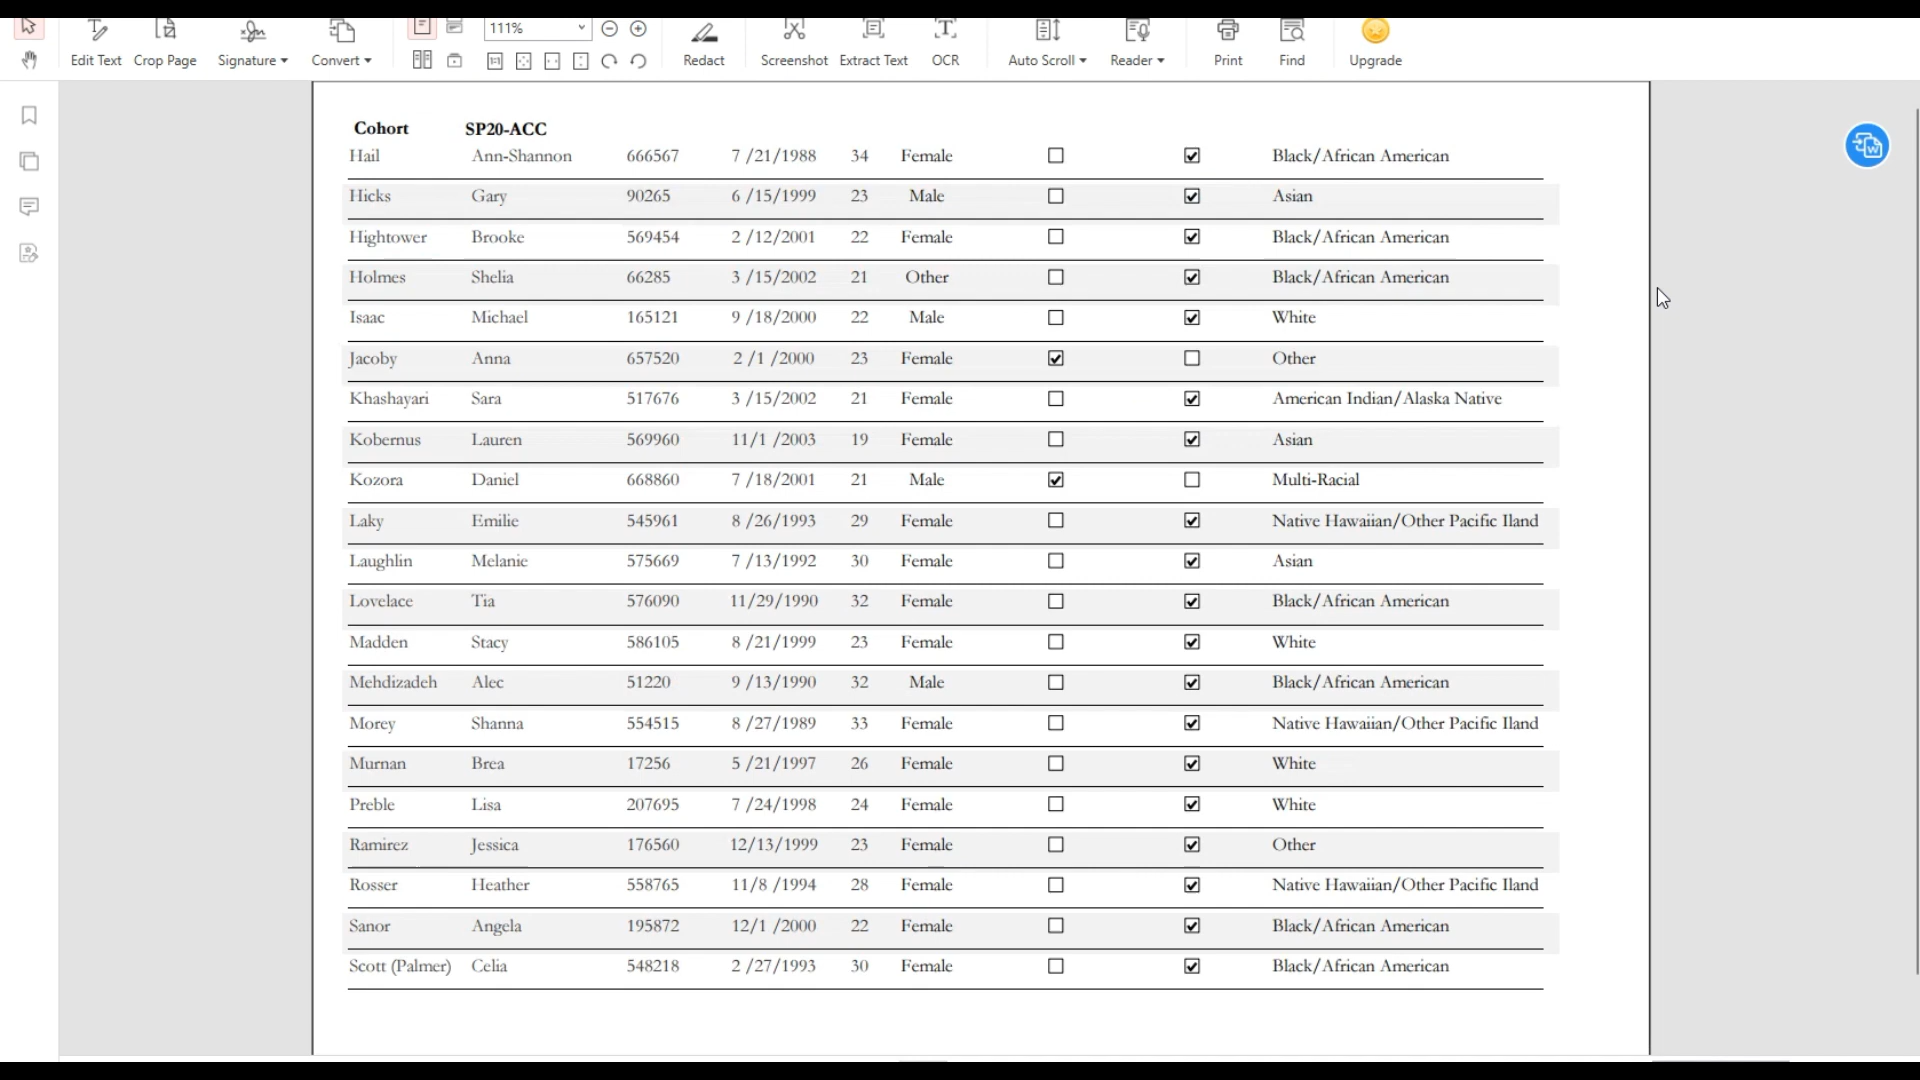 111%
Edit Text Crop Page Signature Convert Redact Screenshot Extract Text OCR Auto Scroll Reader Print Find Upgrade
Cohort SP20-ACC
Hail Ann-Shannon 666567 7 /21/1988 34 Female Black/African American
Hicks Gary 90265 6 /15/1999 23 Male Asian
Hightower Brooke 569454 2 /12/2001 22 Female Black/African American
Holmes Shelia 66285 3 /15/2002 21 Other Black/African American
Isaac Michael 165121 9 /18/2000 22 Male White
Jacoby Anna 657520 2 /1 /2000 23 Female Other
Khashayari Sara 517676 3 /15/2002 21 Female American Indian/Alaska Native
Kobernus Lauren 569960 11/1 /2003 19 Female Asian
Kozora Daniel 668860 7 /18/2001 21 Male Multi-Racial
Laky Emilie 545961 8 /26/1993 29 Female Native Hawaiian/Other Pacific Iland
Laughlin Melanie 575669 7 /13/1992 30 Female Asian
Lovelace Tia 576090 11/29/1990 32 Female Black/African American
Madden Stacy 586105 8 /21/1999 23 Female White
Mehdizadeh Alec 51220 9 /13/1990 32 Male Black/African American
Morey Shanna 554515 8 /27/1989 33 Female Native Hawaiian/Other Pacific Iland
Murnan Brea 17256 5 /21/1997 26 Female White
Preble Lisa 207695 7 /24/1998 24 Female White
Ramirez Jessica 176560 12/13/1999 23 Female Other
Rosser Heather 558765 11/8 /1994 28 Female Native Hawaiian/Other Pacific Iland
Sanor Angela 195872 12/1 /2000 22 Female Black/African American
Scott (Palmer) Celia 548218 2 /27/1993 30 Female Black/African American